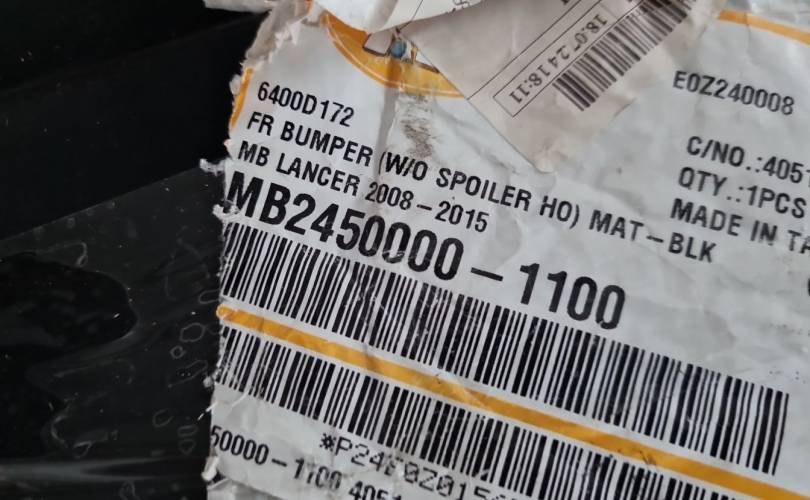 18.07 24 18:11
E0Z240008
6400D172
FR BUMPER (W/O SPOILER HO) MAT-BLK
MB LANCER 2008-2015
C/NO.:4051
QTY.:1PCS
MADE IN TA
MB2450000-1100
50000-1100 4051